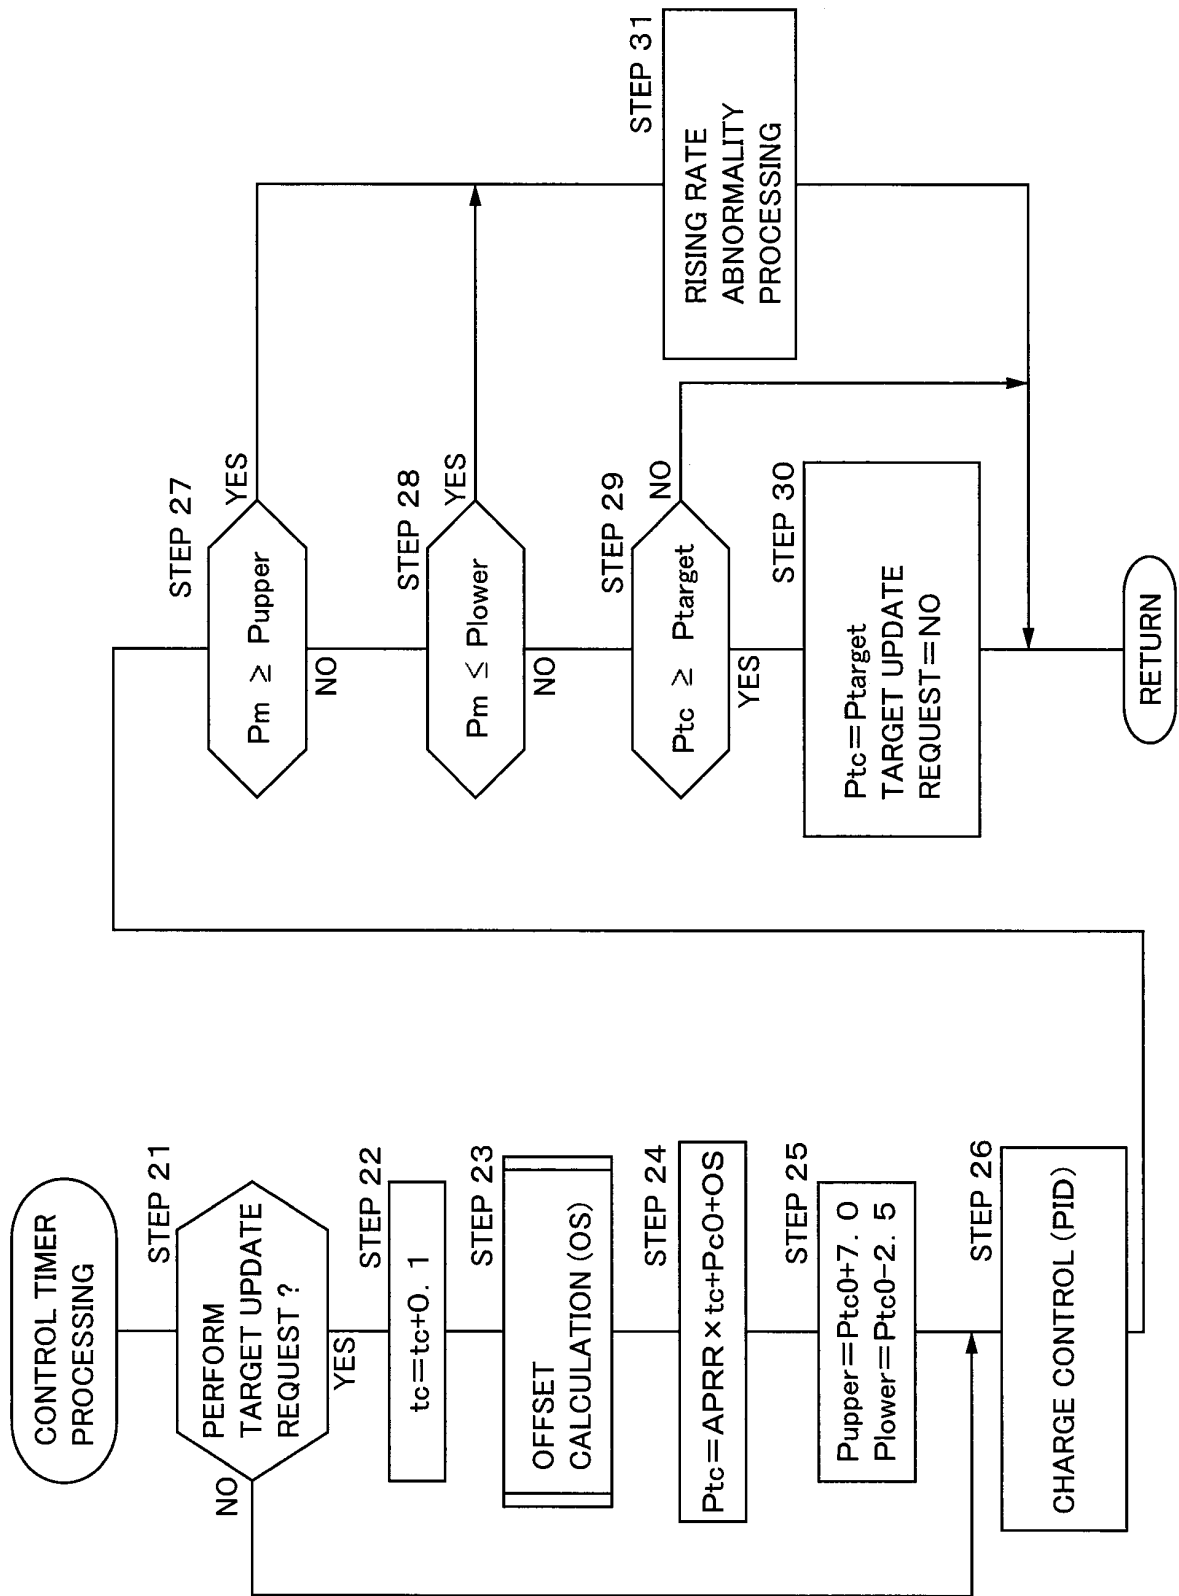 CONTROL TIMER
PROCESSING
STEP 21
PERFORM
TARGET UPDATE
REQUEST ?
NO
YES
STEP 22
tc=tc+0. 1
STEP 23
OFFSET
CALCULATION (OS)
STEP 24
Ptc=APRR×tc+Pc0+OS
STEP 25
Pupper=Ptc0+7. 0
Plower=Ptc0-2. 5
STEP 26
CHARGE CONTROL (PID)
STEP 27
Pm ≥ Pupper
YES
NO
STEP 28
Pm ≤ Plower
YES
NO
STEP 29
Ptc ≥ Ptarget
NO
YES
STEP 30
Ptc=Ptarget
TARGET UPDATE
REQUEST=NO
STEP 31
RISING RATE
ABNORMALITY
PROCESSING
RETURN